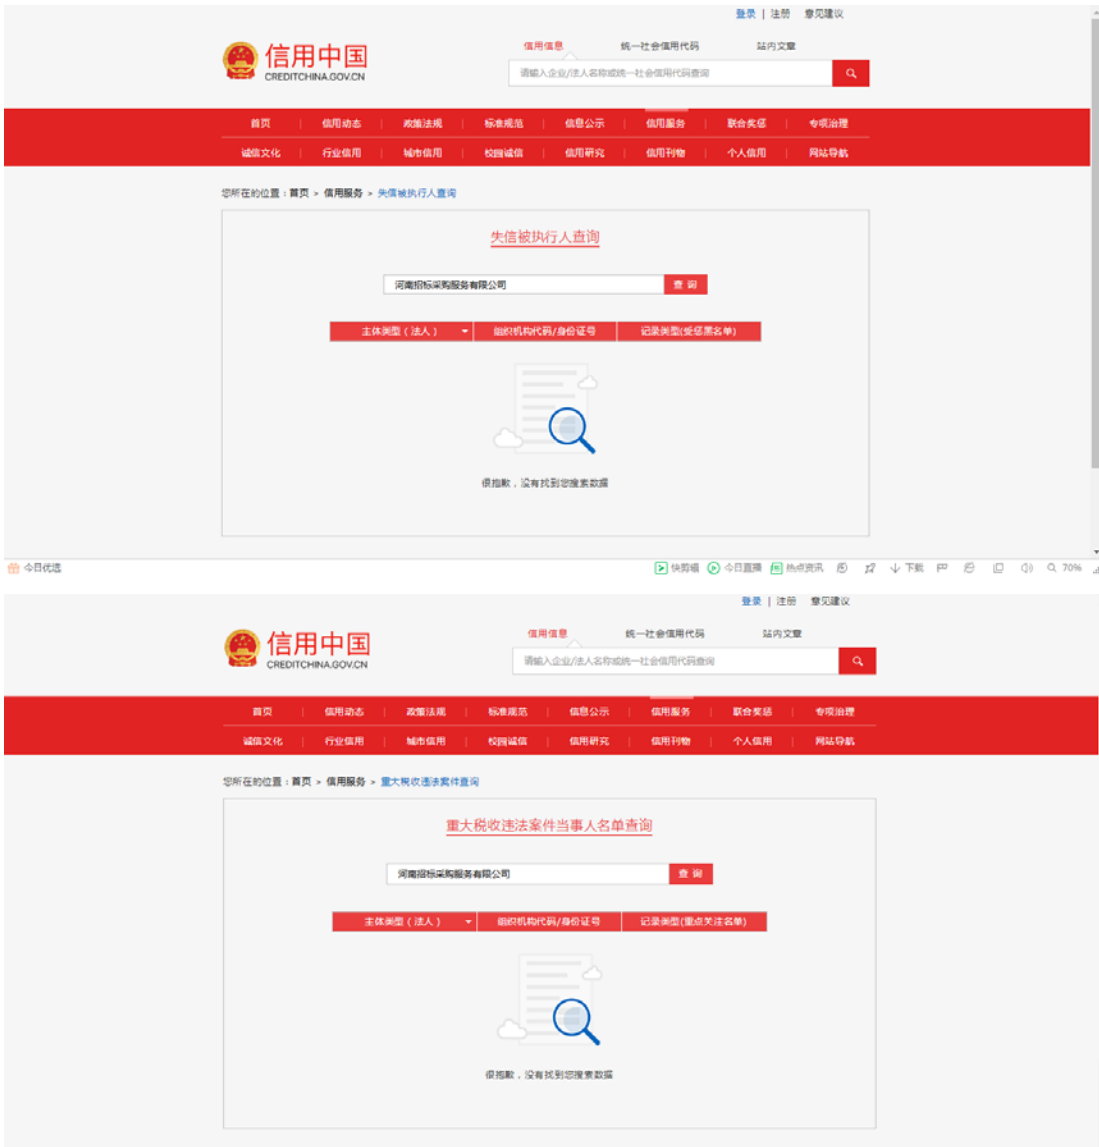 登录 | 注册 意见建议
信用信息 统一社会信用代码 站内文章
信用中国
CREDITCHINA.GOV.CN
请输入企业/法人名称或统一社会信用代码查询
首页 | 信用动态 | 政策法规 | 标准规范 | 信息公示 | 信用服务 | 联合奖惩 | 专项治理
诚信文化 | 行业信用 | 城市信用 | 校园诚信 | 信用研究 | 信用刊物 | 个人信用 | 网站导航
您所在的位置：首页 > 信用服务 > 失信被执行人查询
失信被执行人查询
河南招标采购服务有限公司 查 询
主体类型（法人） 组织机构代码/身份证号 记录类型(受惩黑名单)
很抱歉，没有找到您搜索数据
今日优选 快剪辑 今日直播 热点资讯 下载 70%
登录 | 注册 意见建议
信用信息 统一社会信用代码 站内文章
信用中国
CREDITCHINA.GOV.CN
请输入企业/法人名称或统一社会信用代码查询
首页 | 信用动态 | 政策法规 | 标准规范 | 信息公示 | 信用服务 | 联合奖惩 | 专项治理
诚信文化 | 行业信用 | 城市信用 | 校园诚信 | 信用研究 | 信用刊物 | 个人信用 | 网站导航
您所在的位置：首页 > 信用服务 > 重大税收违法案件查询
重大税收违法案件当事人名单查询
河南招标采购服务有限公司 查 询
主体类型（法人） 组织机构代码/身份证号 记录类型(重点关注名单)
很抱歉，没有找到您搜索数据